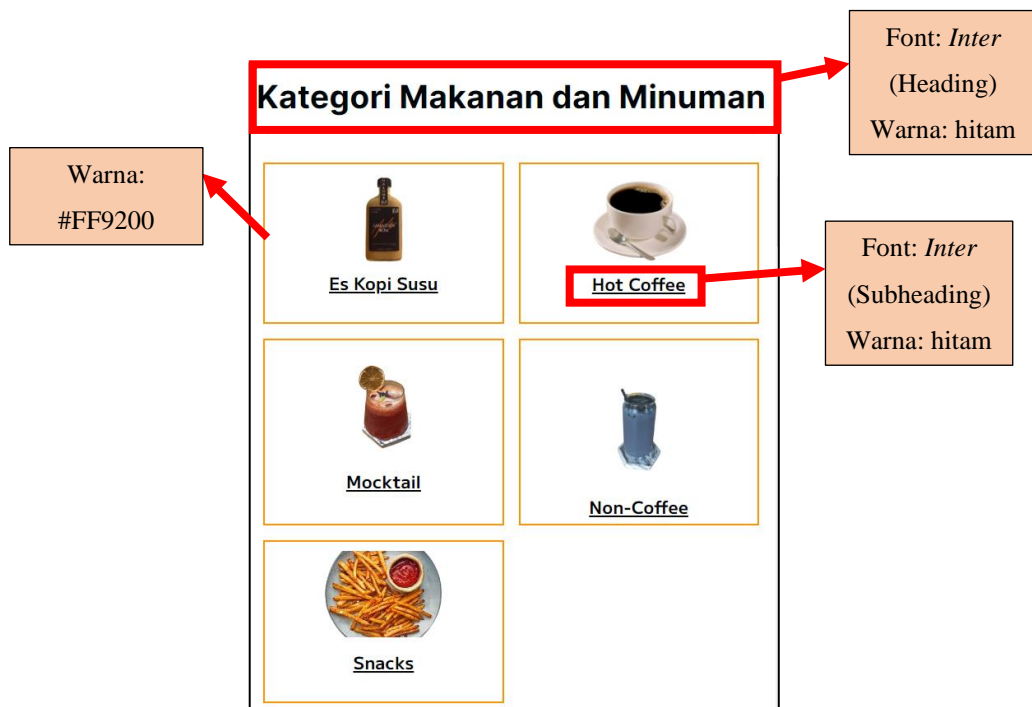 Font: Inter
(Heading)
Warna: hitam
Kategori Makanan dan Minuman
Warna:
#FF9200
Es Kopi Susu
Hot Coffee
Font: Inter
(Subheading)
Warna: hitam
Mocktail
Non-Coffee
Snacks